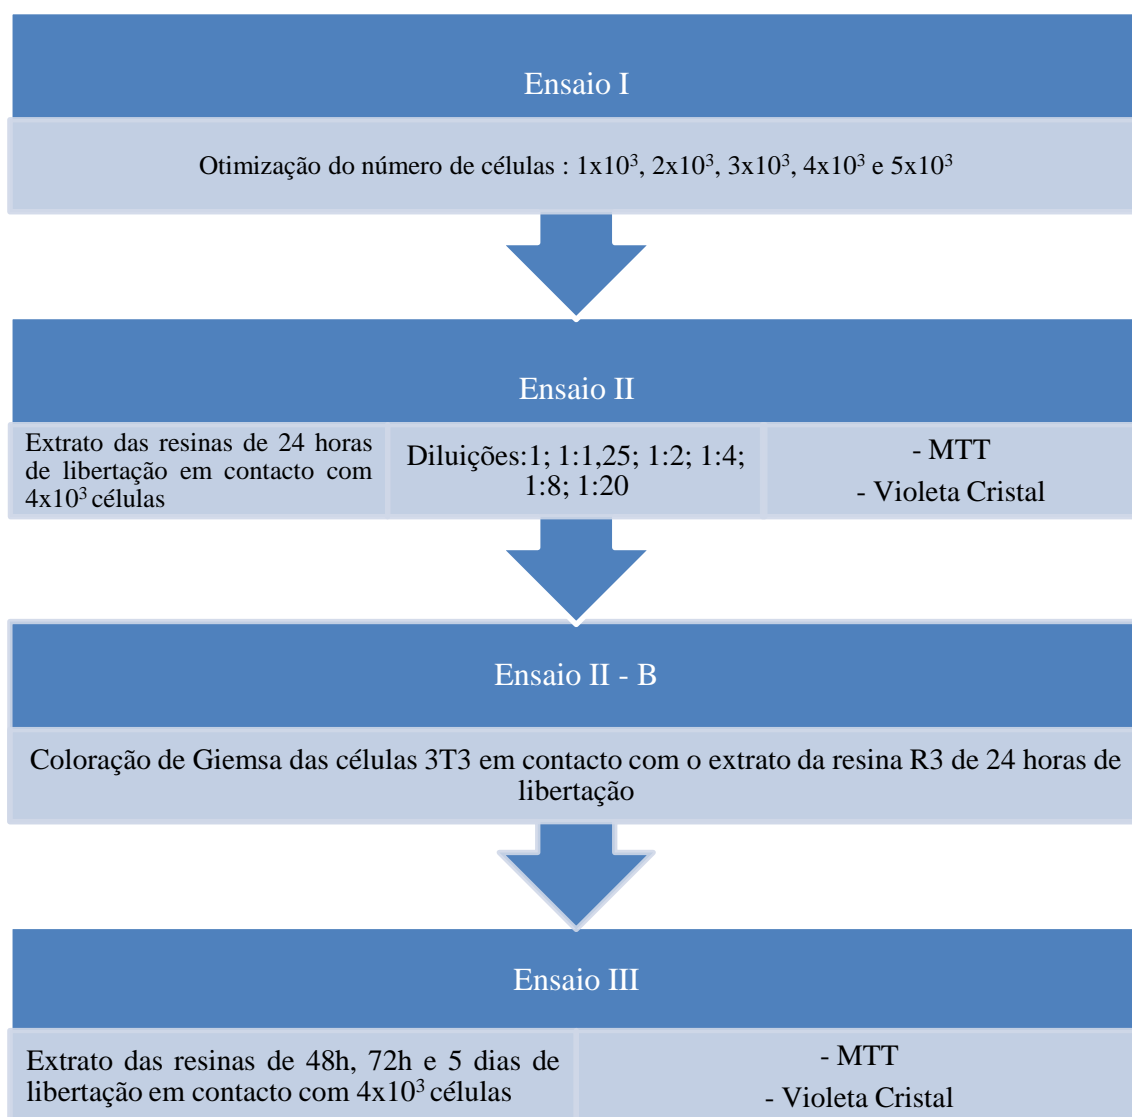 Ensaio I
Otimização do número de células : 1x10³, 2x10³, 3x10³, 4x10³ e 5x10³
Ensaio II
Extrato das resinas de 24 horas
de libertação em contacto com
4x10³ células
Diluições:1; 1:1,25; 1:2; 1:4;
1:8; 1:20
- MTT
- Violeta Cristal
Ensaio II - B
Coloração de Giemsa das células 3T3 em contacto com o extrato da resina R3 de 24 horas de
libertação
Ensaio III
Extrato das resinas de 48h, 72h e 5 dias de
libertação em contacto com 4x10³ células
- MTT
- Violeta Cristal